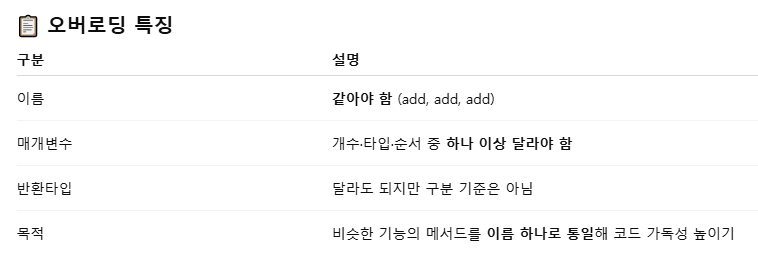 📋 오버로딩 특징
구분 설명
이름 같아야 함 (add, add, add)
매개변수 개수·타입·순서 중 하나 이상 달라야 함
반환타입 달라도 되지만 구분 기준은 아님
목적 비슷한 기능의 메서드를 이름 하나로 통일해 코드 가독성 높이기